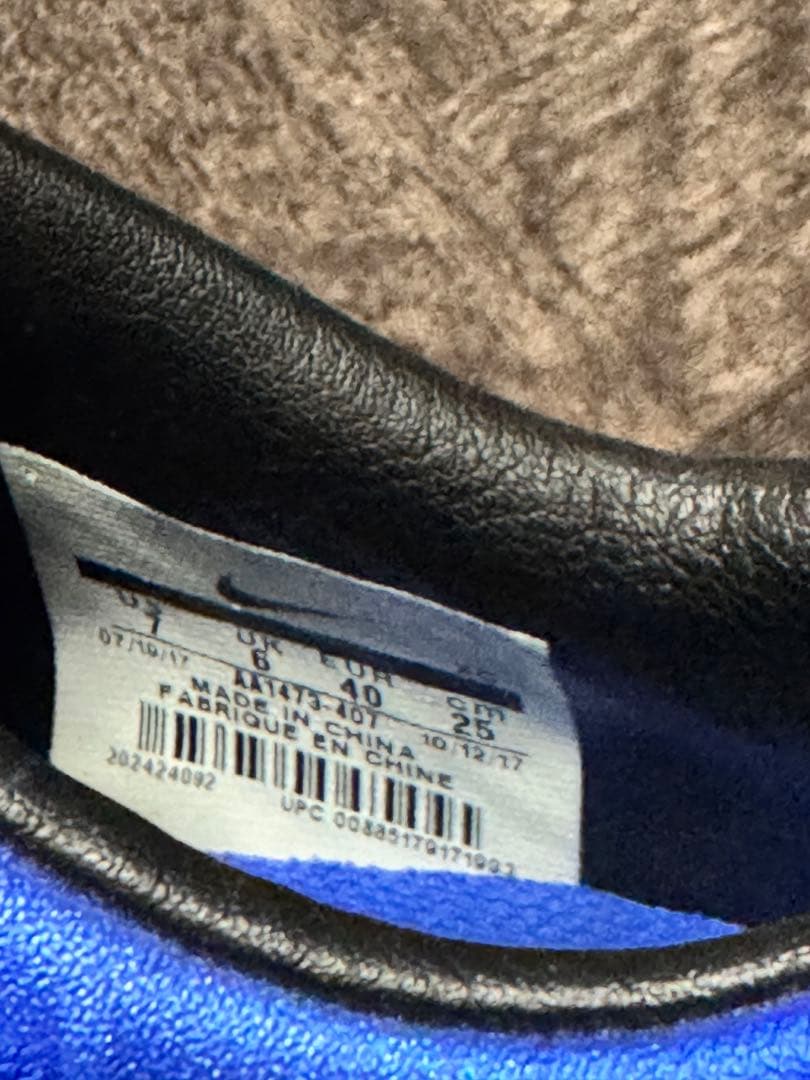 US UK EUR cm
7 6 40 25
07/19/17 AA1473-407 10/12/17
MADE IN CHINA
FABRIQUE EN CHINE
202424092
UPC